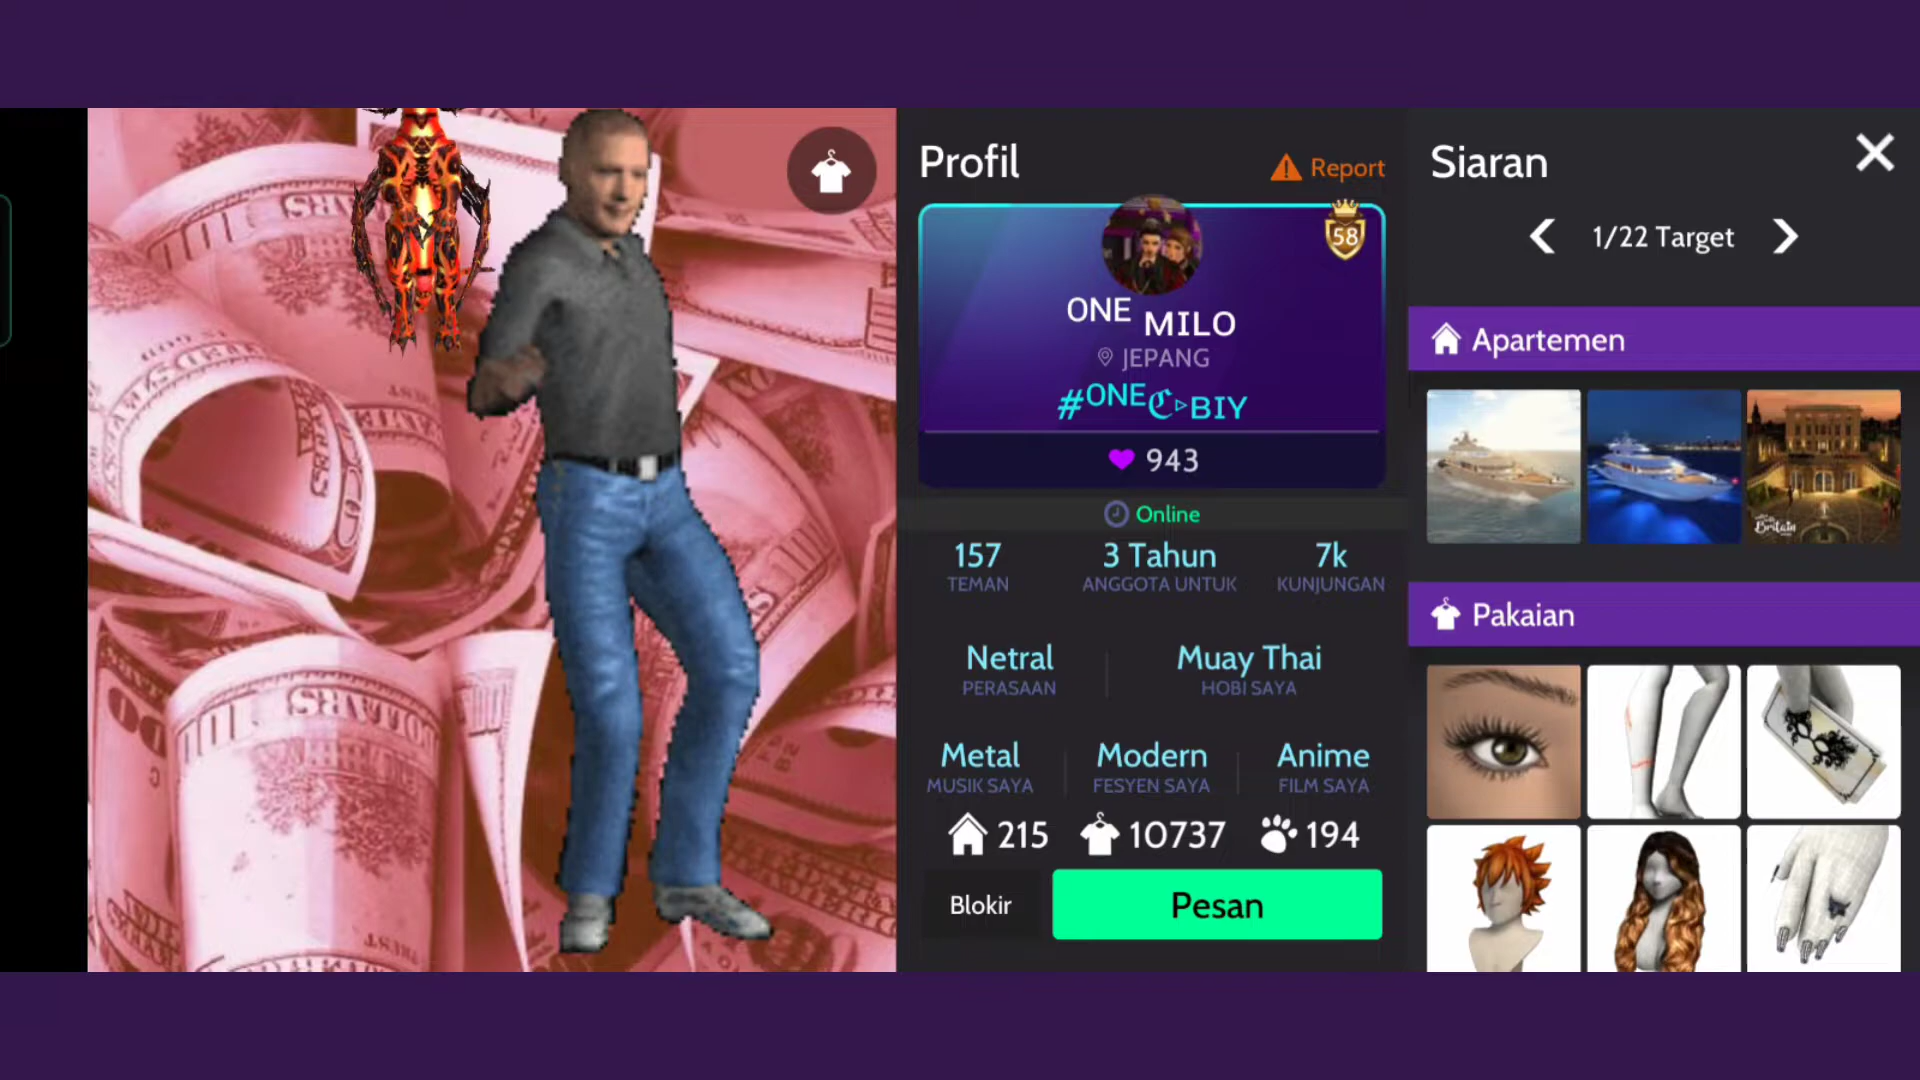 Profil
Report
58
ONE MILO
JEPANG
#ONEℭ▹BIY
943
Online
157
TEMAN
3 Tahun
ANGGOTA UNTUK
7k
KUNJUNGAN
Netral
PERASAAN
Muay Thai
HOBI SAYA
Metal
MUSIK SAYA
Modern
FESYEN SAYA
Anime
FILM SAYA
215
10737
194
Blokir
Pesan
Siaran
1/22 Target
Apartemen
Britain
Pakaian